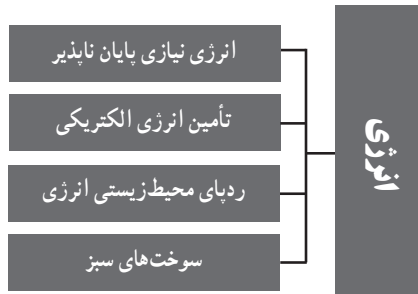 انرژی
انرژی نیازی پایان ناپذیر
تأمین انرژی الکتریکی
ردپای محیط‌زیستی انرژی
سوخت‌های سبز